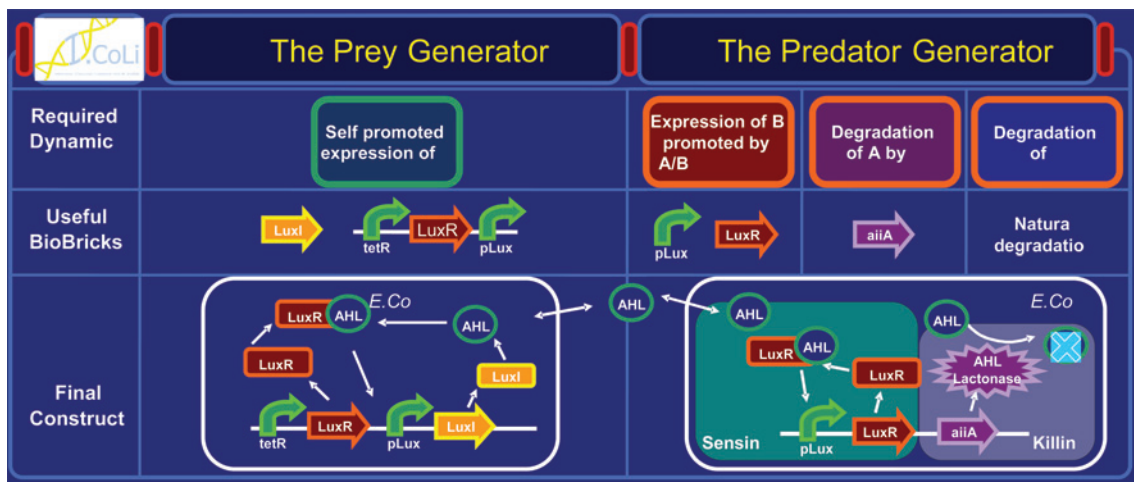 .CoLi
The Prey Generator
The Predator Generator
Required
Dynamic
Self promoted
expression of
Expression of B
promoted by
A/B
Degradation
of A by
Degradation
of
Useful
BioBricks
LuxI
tetR
LuxR
pLux
pLux
LuxR
aiiA
Natura
degradatio
Final
Construct
E.Co
LuxR
AHL
AHL
LuxR
LuxI
tetR
LuxR
pLux
LuxI
AHL
AHL
LuxR
AHL
LuxR
Sensin
pLux
LuxR
E.Co
AHL
AHL
Lactonase
aiiA
Killin